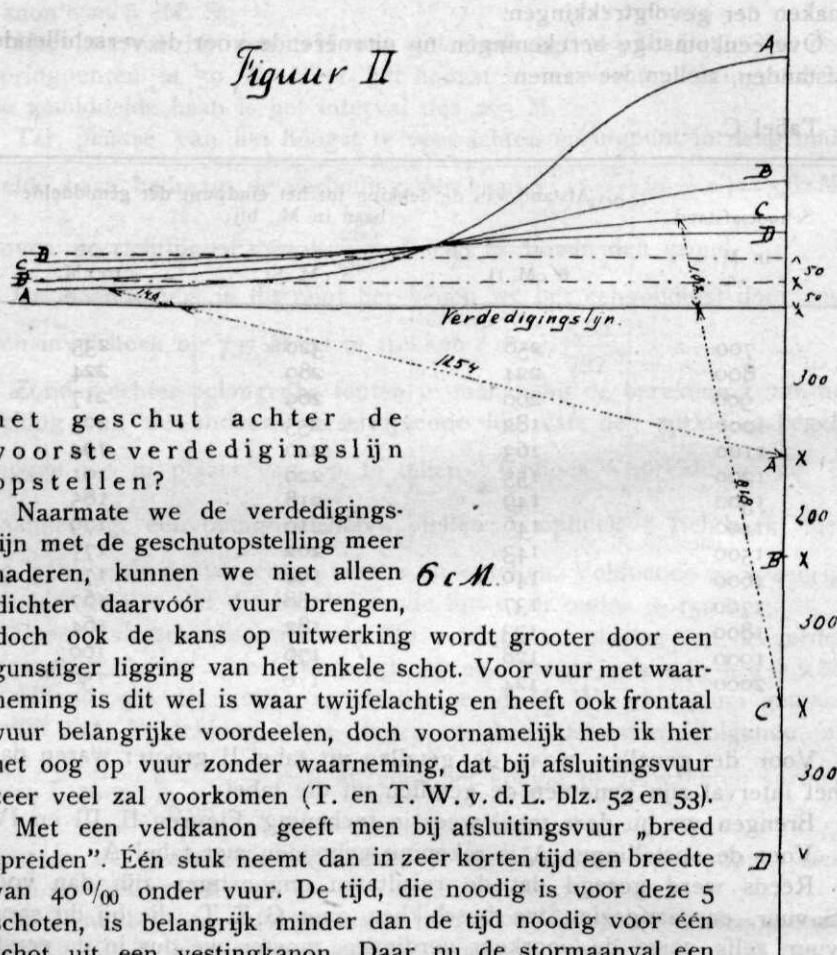 Figuur II
A
B
C
D
B
C
B
A
50
50
Verdedigingslijn
140
1254
300
A
X
818
200
B X
300
C X
300
D
6 cM.
het geschut achter de
voorste verdedigingslijn
opstellen?
Naarmate we de verdedigings-
lijn met de geschutopstelling meer
naderen, kunnen we niet alleen
dichter daarvóór vuur brengen,
doch ook de kans op uitwerking wordt grooter door een
gunstiger ligging van het enkele schot. Voor vuur met waar-
neming is dit wel is waar twijfelachtig en heeft ook frontaal
vuur belangrijke voordeelen, doch voornamelijk heb ik hier
het oog op vuur zonder waarneming, dat bij afsluitingsvuur
zeer veel zal voorkomen (T. en T. W. v. d. L. blz. 52 en 53).
Met een veldkanon geeft men bij afsluitingsvuur „breed
spreiden”. Één stuk neemt dan in zeer korten tijd een breedte
van 40 ‰ onder vuur. De tijd, die noodig is voor deze 5
schoten, is belangrijk minder dan de tijd noodig voor één
schot uit een vestingkanon. Daar nu de stormaanval een